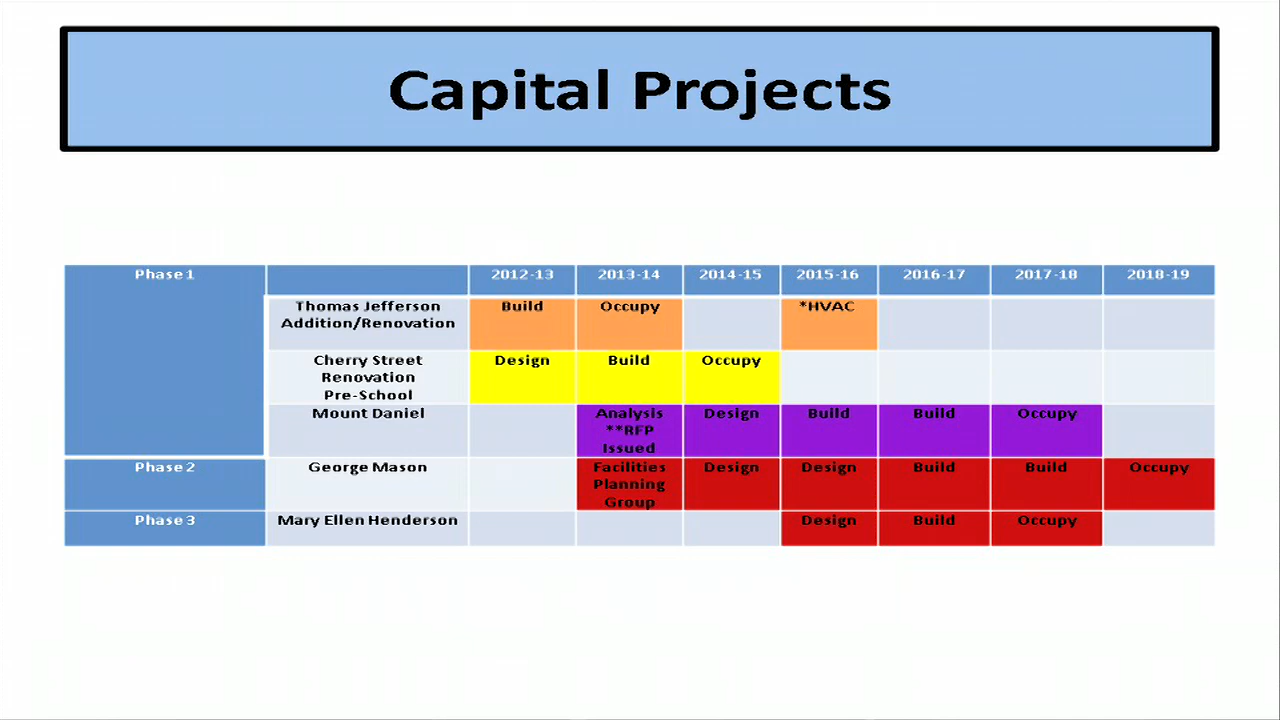 Capital Projects
Phase 1 2012-13 2013-14 2014-15 2015-16 2016-17 2017-18 2018-19
Thomas Jefferson Build Occupy *HVAC
Addition/Renovation
Cherry Street Design Build Occupy
Renovation
Pre-School
Mount Daniel Analysis Design Build Build Occupy
**RFP
Issued
Phase 2 George Mason Facilities Design Design Build Build Occupy
Planning
Group
Phase 3 Mary Ellen Henderson Design Build Occupy